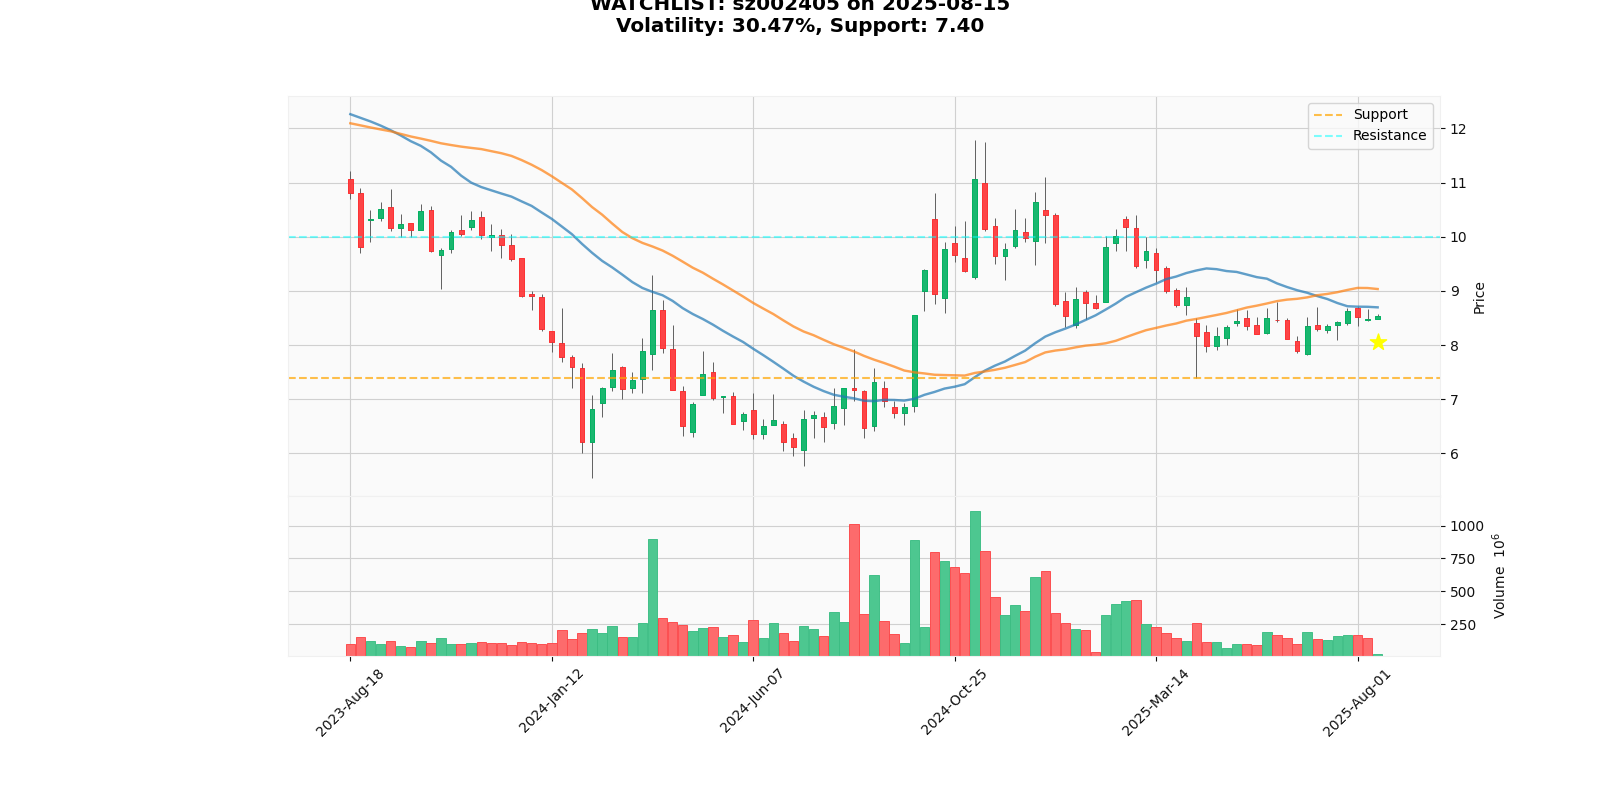 WATCHLIST: sz002405 on 2025-08-15
Volatility: 30.47%, Support: 7.40
Support
Resistance
12
11
10
9
8
7
6
Price
1000
750
500
250
Volume 10⁶
2023-Aug-18
2024-Jan-12
2024-Jun-07
2024-Oct-25
2025-Mar-14
2025-Aug-01